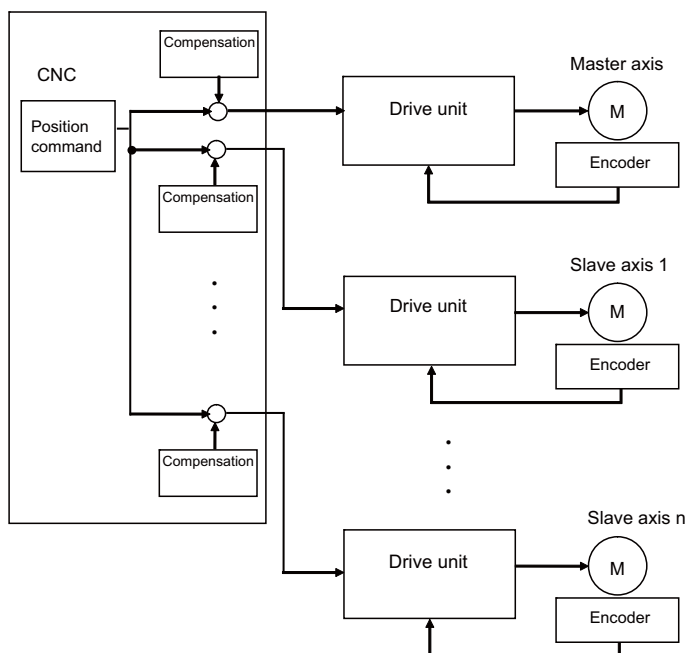 Compensation
CNC
Position
command
Compensation
Compensation
Drive unit
Master axis
M
Encoder
Drive unit
Slave axis 1
M
Encoder
Drive unit
Slave axis n
M
Encoder